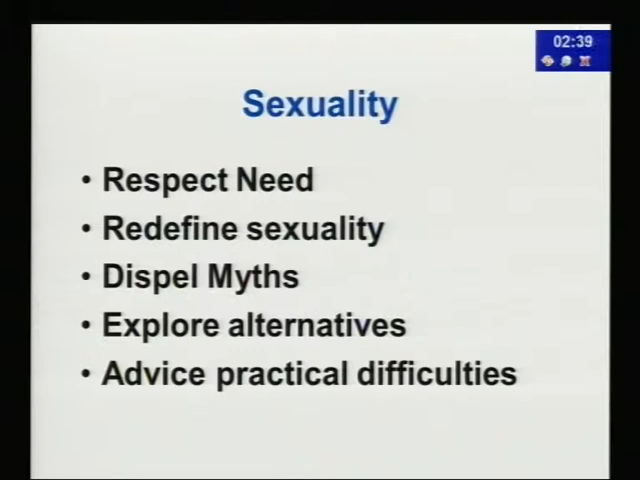 02:39
Sexuality
• Respect Need
• Redefine sexuality
• Dispel Myths
• Explore alternatives
• Advice practical difficulties